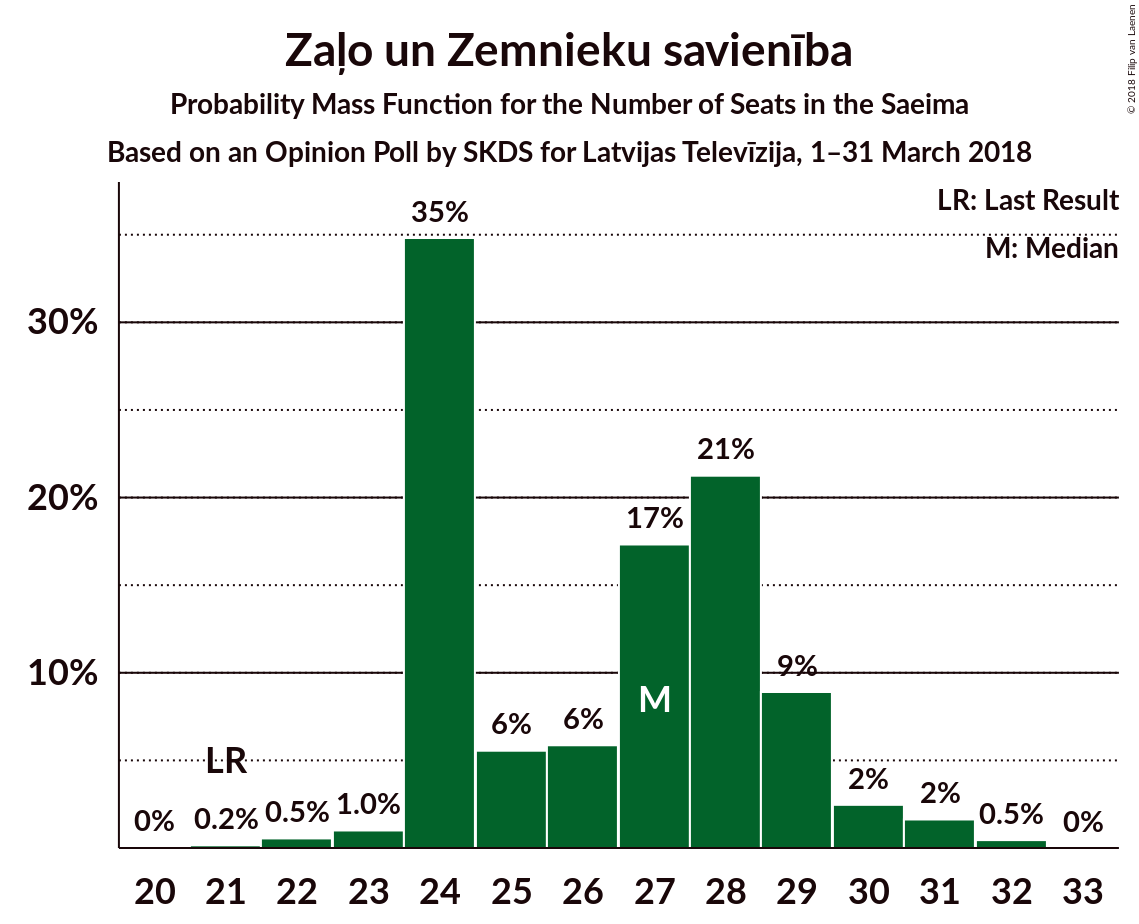 Zaļo un Zemnieku savienība
Probability Mass Function for the Number of Seats in the Saeima
Based on an Opinion Poll by SKDS for Latvijas Televīzija, 1–31 March 2018
© 2018 Filip van Laenen
LR: Last Result
M: Median
35%
30%
21%
20%
17%
10%
9%
M
6%
6%
LR
2%
2%
0%
0.2%
0.5%
1.0%
0.5%
0%
20 21 22 23 24 25 26 27 28 29 30 31 32 33